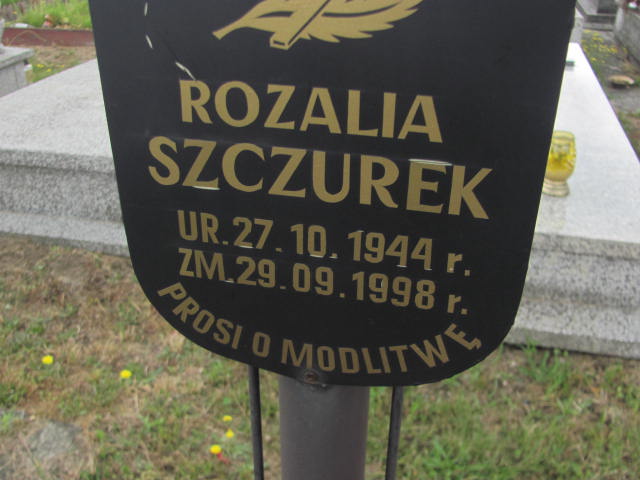 ROZALIA
SZCZUREK
UR. 27. 10. 1944 r.
ZM. 29. 09. 1998 r.
PROSI O MODLITWĘ